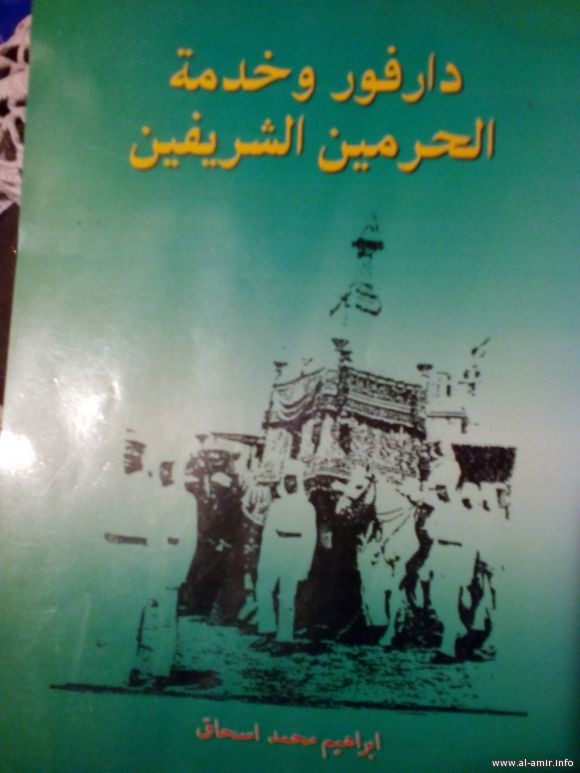 دارفور وخدمة
الحرمين الشريفين
ابراهيم محمد اسحاق
www.al-amir.info